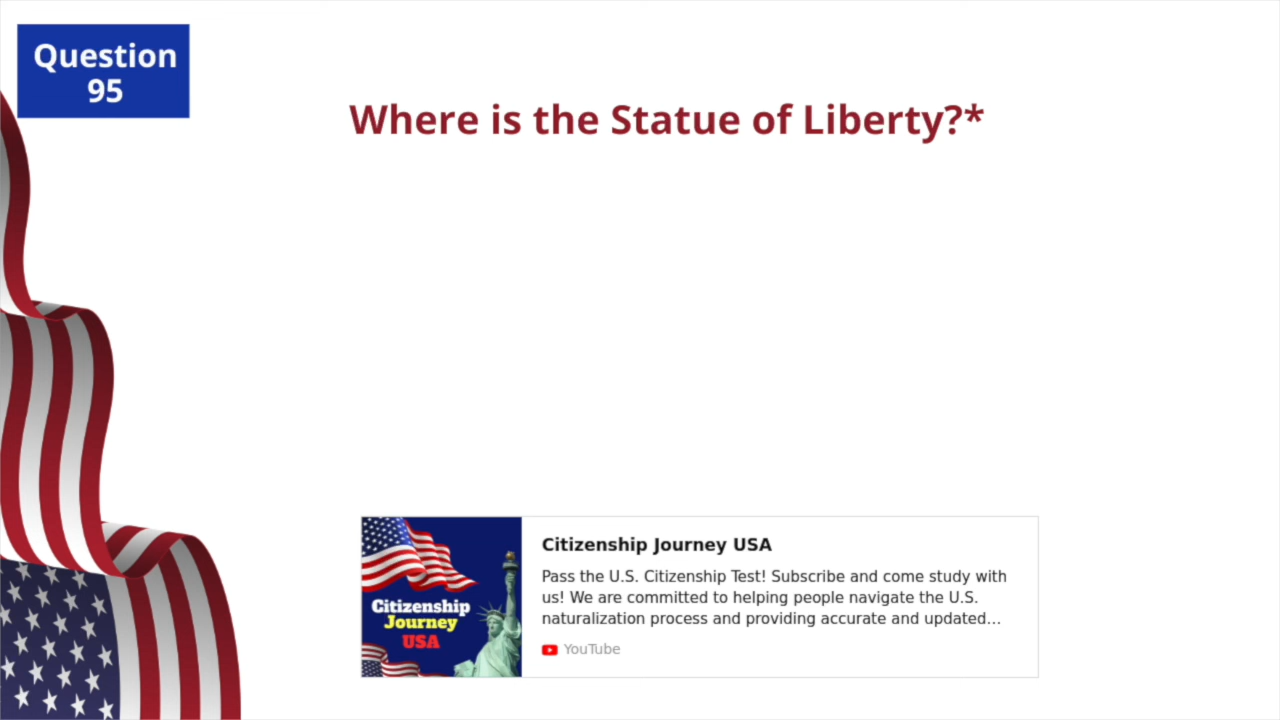 Question
95
Where is the Statue of Liberty?*
Citizenship
Journey
USA
Citizenship Journey USA
Pass the U.S. Citizenship Test! Subscribe and come study with
us! We are committed to helping people navigate the U.S.
naturalization process and providing accurate and updated...
YouTube